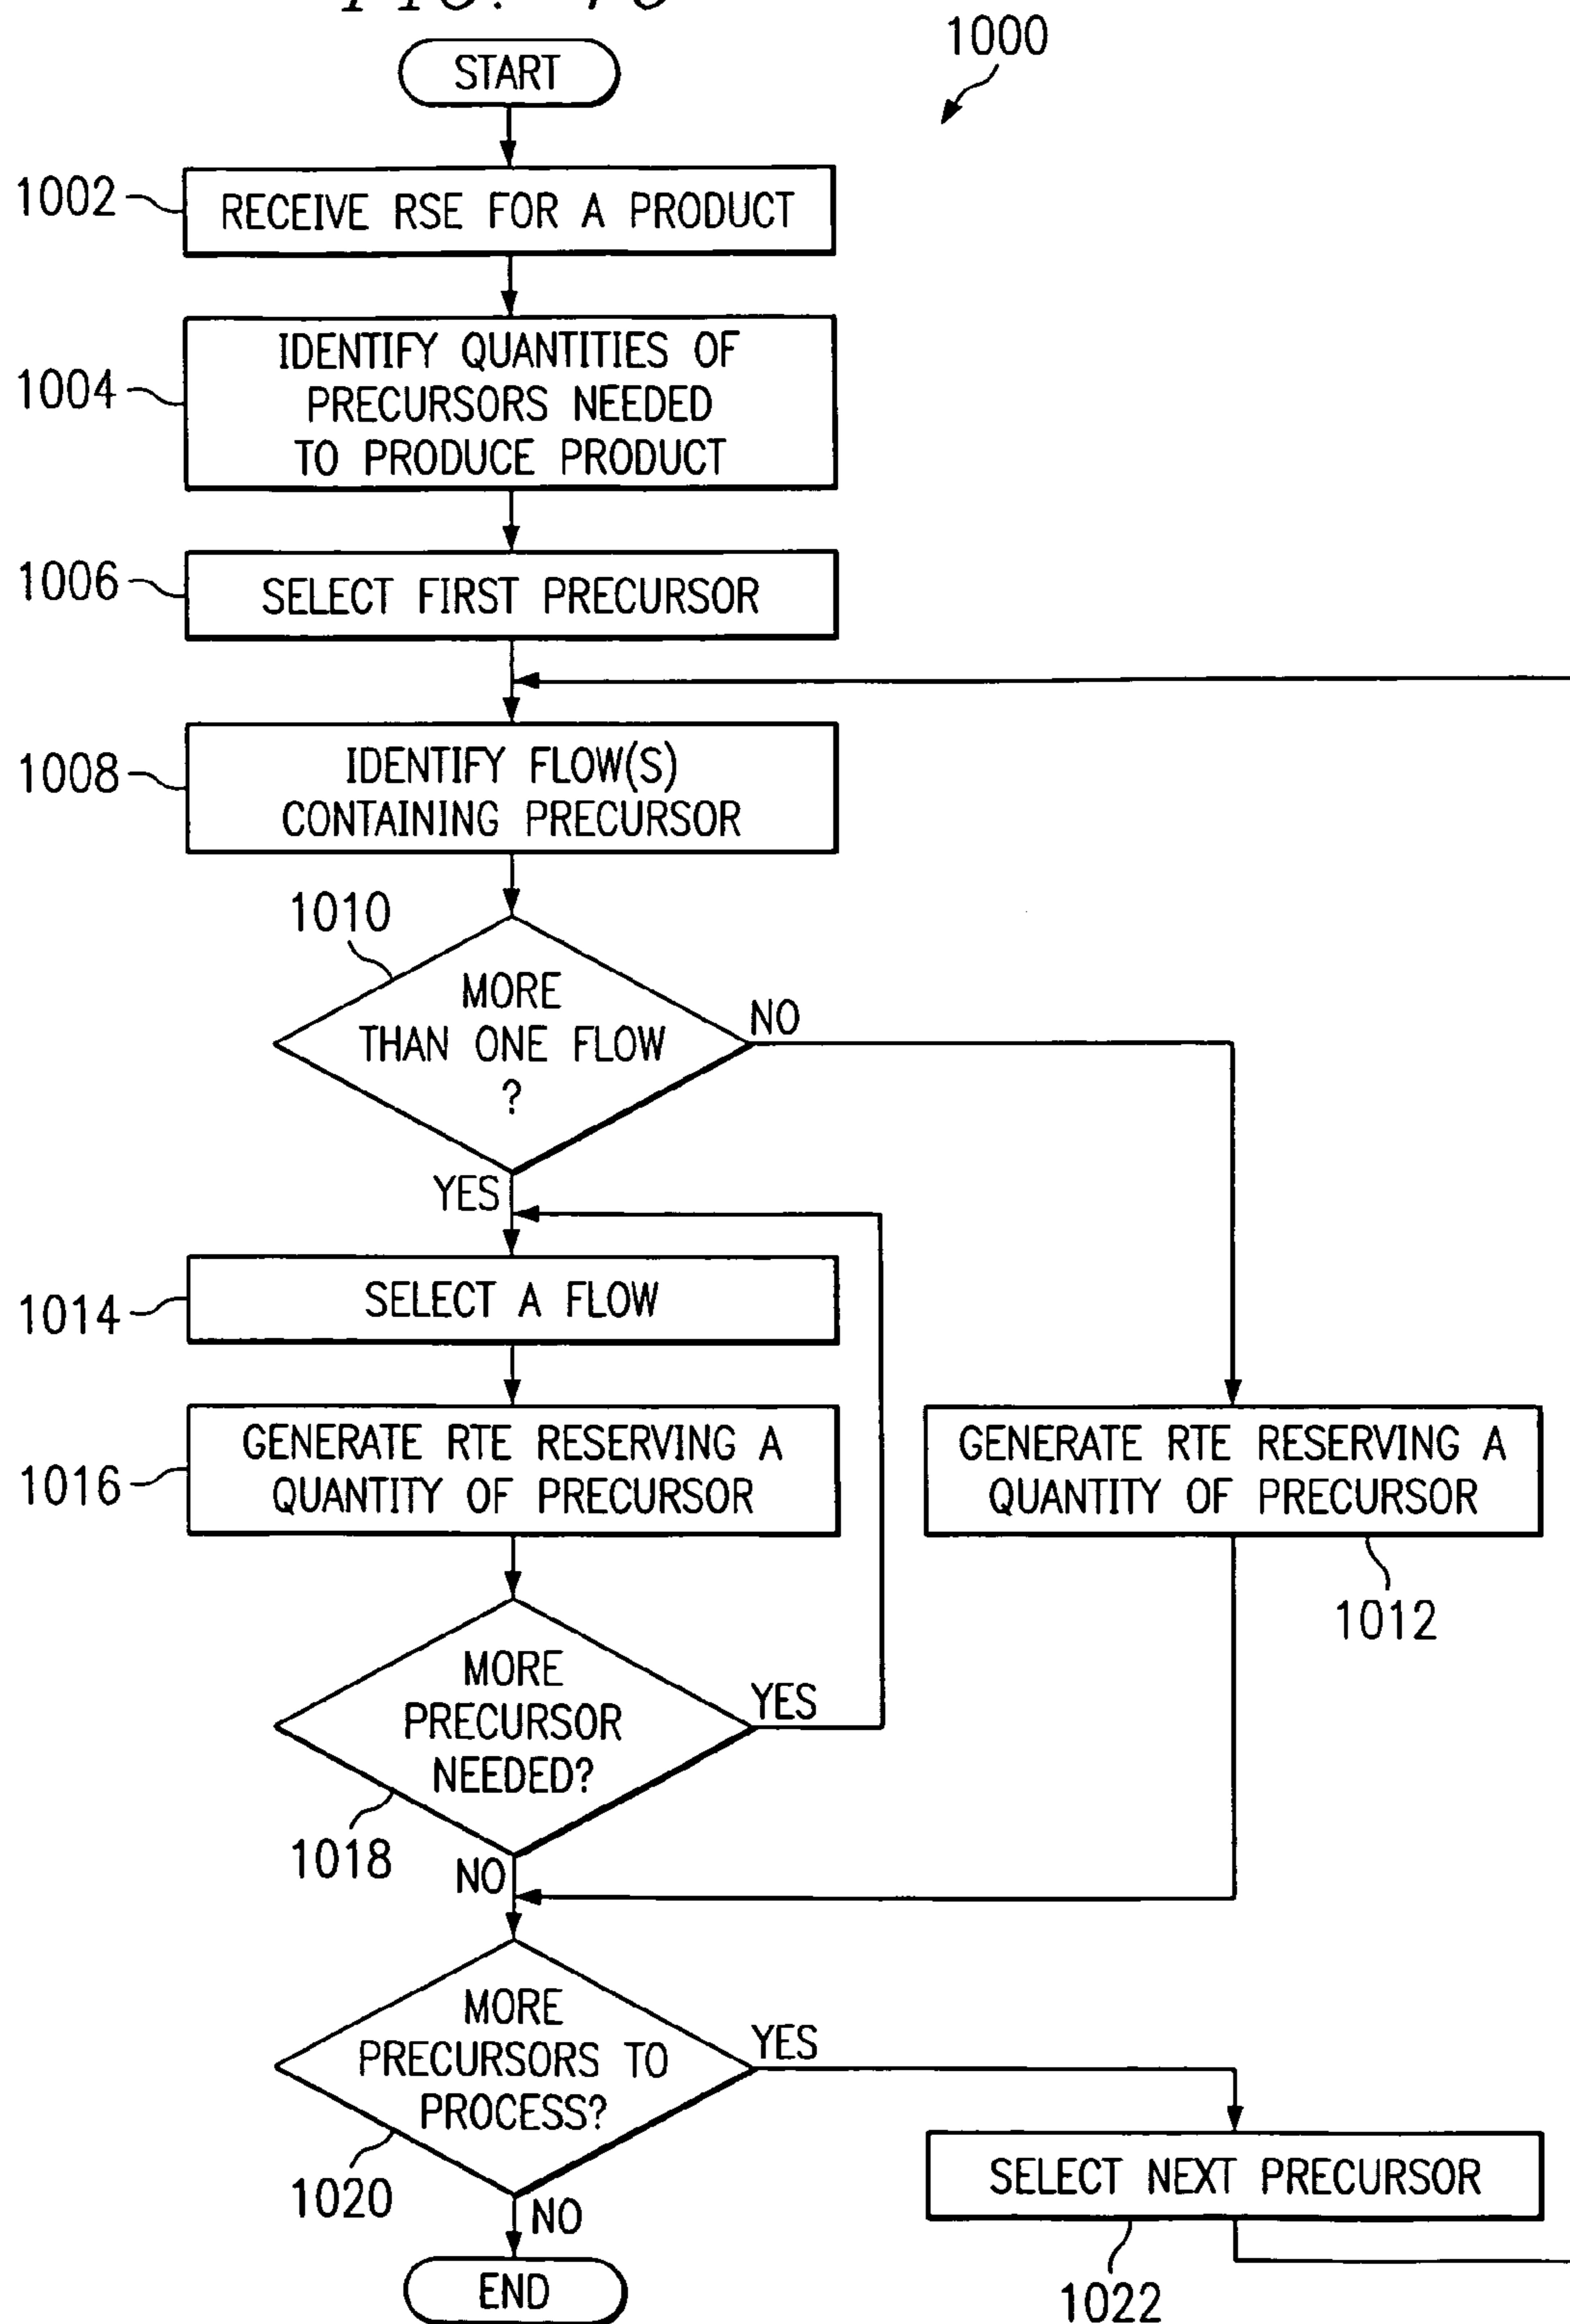 1000
START
1002
RECEIVE RSE FOR A PRODUCT
1004
IDENTIFY QUANTITIES OF
PRECURSORS NEEDED
TO PRODUCE PRODUCT
1006
SELECT FIRST PRECURSOR
1008
IDENTIFY FLOW(S)
CONTAINING PRECURSOR
1010
MORE
THAN ONE FLOW
?
NO
YES
1014
SELECT A FLOW
1016
GENERATE RTE RESERVING A
QUANTITY OF PRECURSOR
GENERATE RTE RESERVING A
QUANTITY OF PRECURSOR
1012
MORE
PRECURSOR
NEEDED?
YES
1018
NO
MORE
PRECURSORS TO
PROCESS?
YES
1020
NO
SELECT NEXT PRECURSOR
1022
END